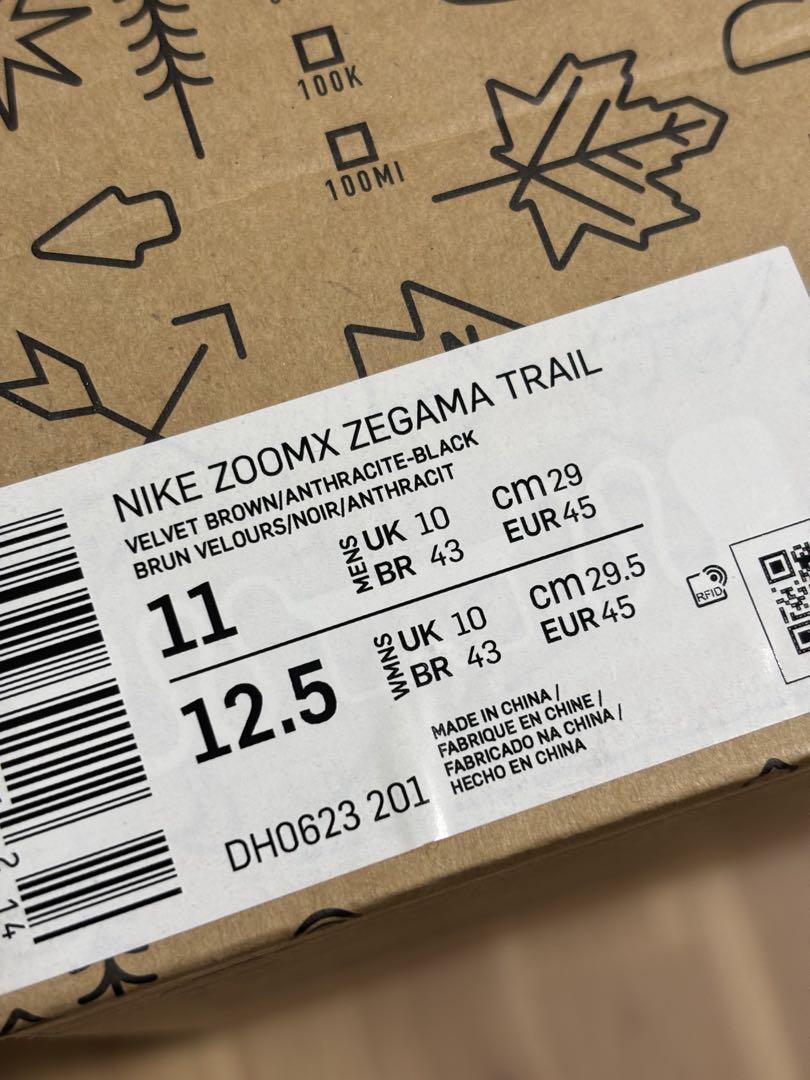 100K
100MI
N
NIKE ZOOMX ZEGAMA TRAIL
VELVET BROWN/ANTHRACITE-BLACK
BRUN VELOURS/NOIR/ANTHRACIT
11
MENS
UK 10
BR 43
cm 29
EUR 45
12.5
WMNS
UK 10
BR 43
cm 29.5
EUR 45
RFID
MADE IN CHINA /
FABRIQUE EN CHINE /
FABRICADO NA CHINA /
HECHO EN CHINA
DH0623 201
2 14